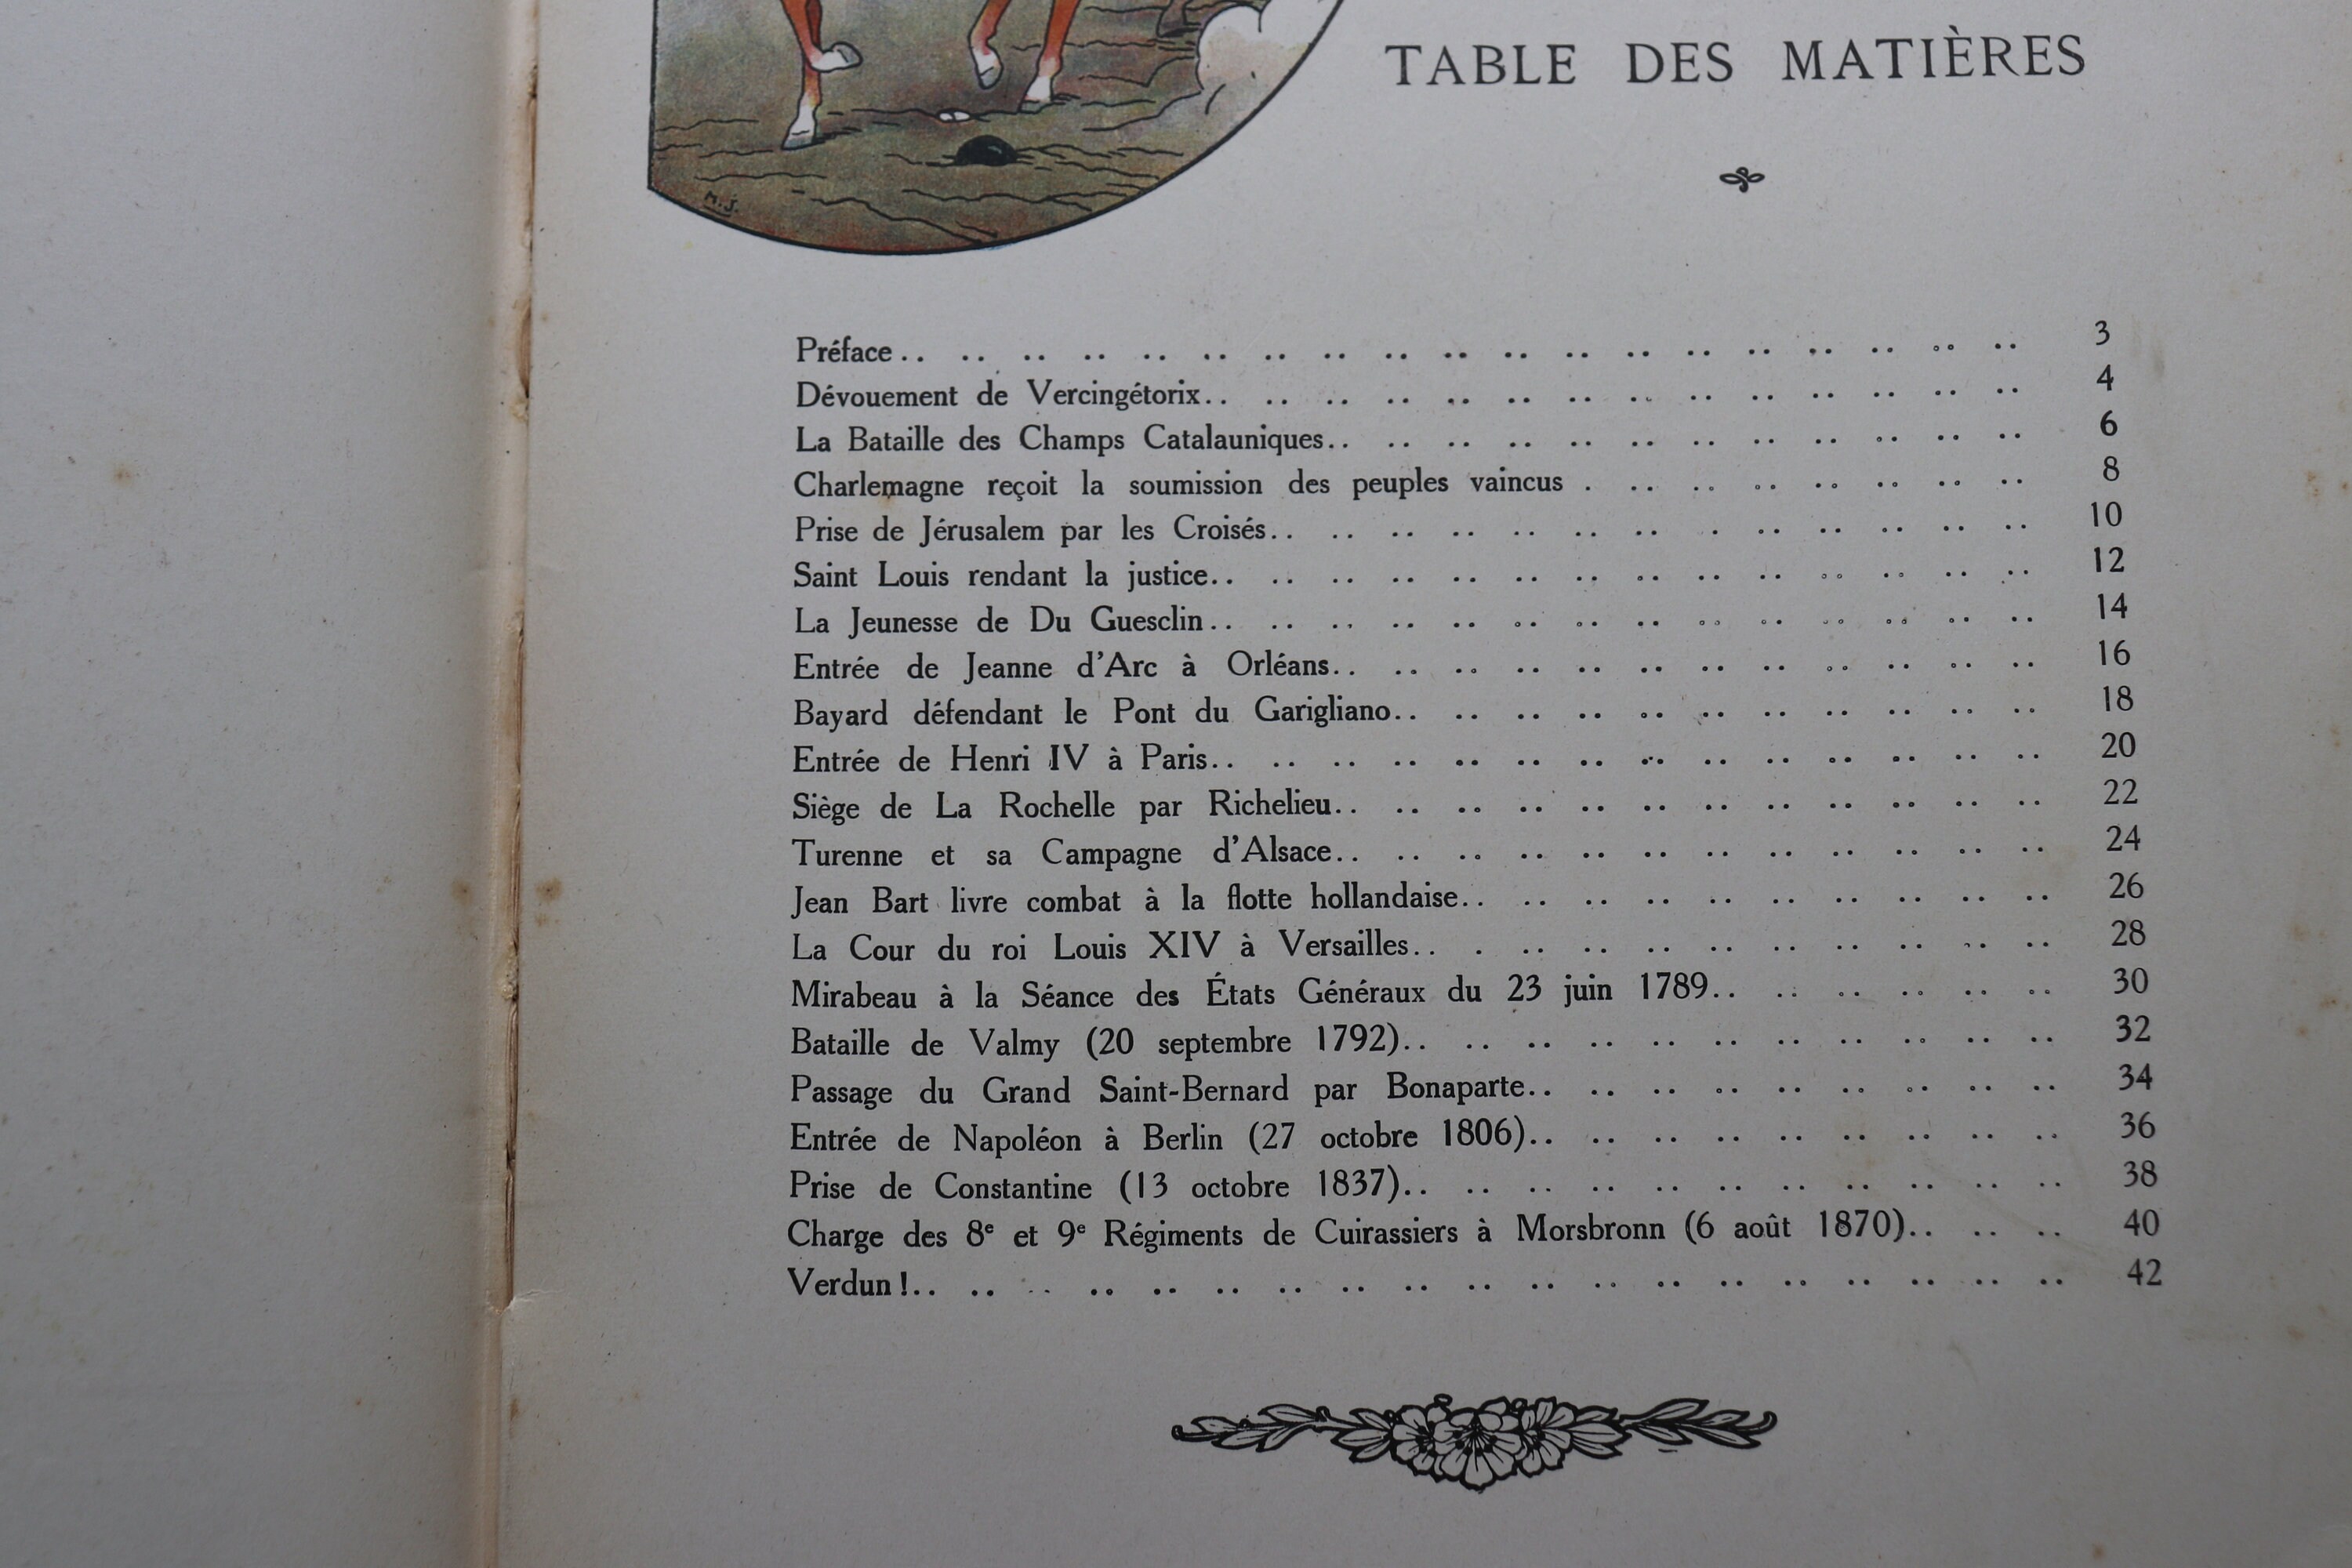 TABLE DES MATIÈRES
M.J.
Préface.. .. .. .. .. .. .. .. .. .. .. .. .. .. .. .. .. .. .. 3
Dévouement de Vercingétorix.. .. .. .. .. .. .. .. .. .. .. .. .. .. 4
La Bataille des Champs Catalauniques.. .. .. .. .. .. .. .. .. .. .. .. 6
Charlemagne reçoit la soumission des peuples vaincus . .. .. .. .. .. .. .. 8
Prise de Jérusalem par les Croisés.. .. .. .. .. .. .. . .. .. .. .. .. 10
Saint Louis rendant la justice.. .. .. .. .. .. .. .. .. .. .. .. .. .. 12
La Jeunesse de Du Guesclin.. .. .. .. .. .. .. .. .. .. .. .. .. .. 14
Entrée de Jeanne d'Arc à Orléans.. .. .. .. .. .. .. .. .. .. .. .. 16
Bayard défendant le Pont du Garigliano.. .. .. .. .. .. .. .. .. .. .. 18
Entrée de Henri IV à Paris.. .. .. .. .. .. .. .. .. .. .. .. .. .. 20
Siège de La Rochelle par Richelieu.. .. .. .. .. .. .. .. .. .. .. .. 22
Turenne et sa Campagne d'Alsace.. .. .. .. .. .. .. .. .. .. .. .. 24
Jean Bart livre combat à la flotte hollandaise.. .. .. .. .. .. .. .. .. .. 26
La Cour du roi Louis XIV à Versailles.. . .. .. .. .. .. .. .. .. .. 28
Mirabeau à la Séance des États Généraux du 23 juin 1789.. .. .. .. .. .. 30
Bataille de Valmy (20 septembre 1792).. .. .. .. .. .. .. .. .. .. .. 32
Passage du Grand Saint-Bernard par Bonaparte.. .. .. .. .. .. .. .. .. 34
Entrée de Napoléon à Berlin (27 octobre 1806).. .. .. .. .. .. .. .. .. 36
Prise de Constantine (13 octobre 1837).. .. .. .. .. .. .. .. .. .. .. 38
Charge des 8e et 9e Régiments de Cuirassiers à Morsbronn (6 août 1870).. .. .. 40
Verdun !.. .. .. .. .. .. .. .. .. .. .. .. .. .. .. .. .. .. .. 42